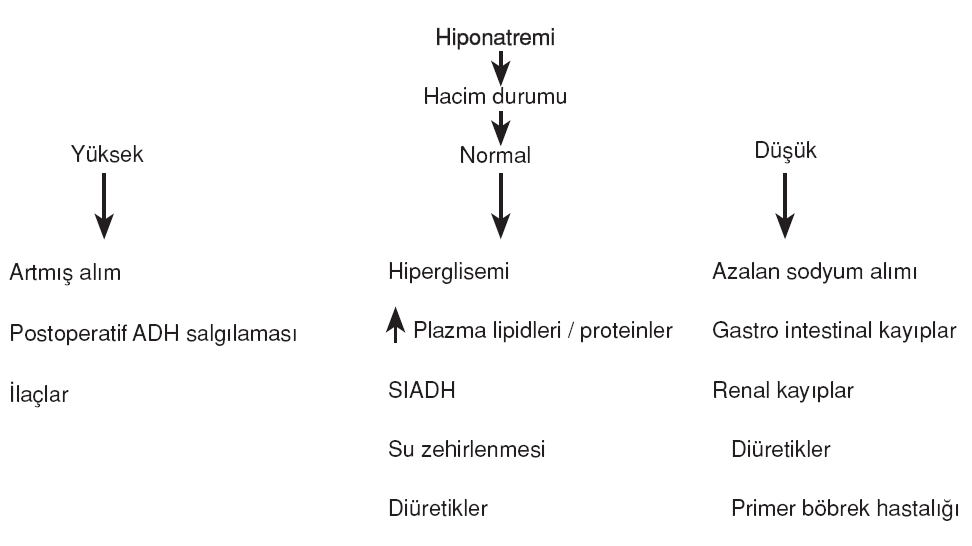 Hiponatremi
Hacim durumu
Yüksek
Normal
Düşük
Artmış alım
Postoperatif ADH salgılaması
İlaçlar
Hiperglisemi
Plazma lipidleri / proteinler
SIADH
Su zehirlenmesi
Diüretikler
Azalan sodyum alımı
Gastro intestinal kayıplar
Renal kayıplar
Diüretikler
Primer böbrek hastalığı